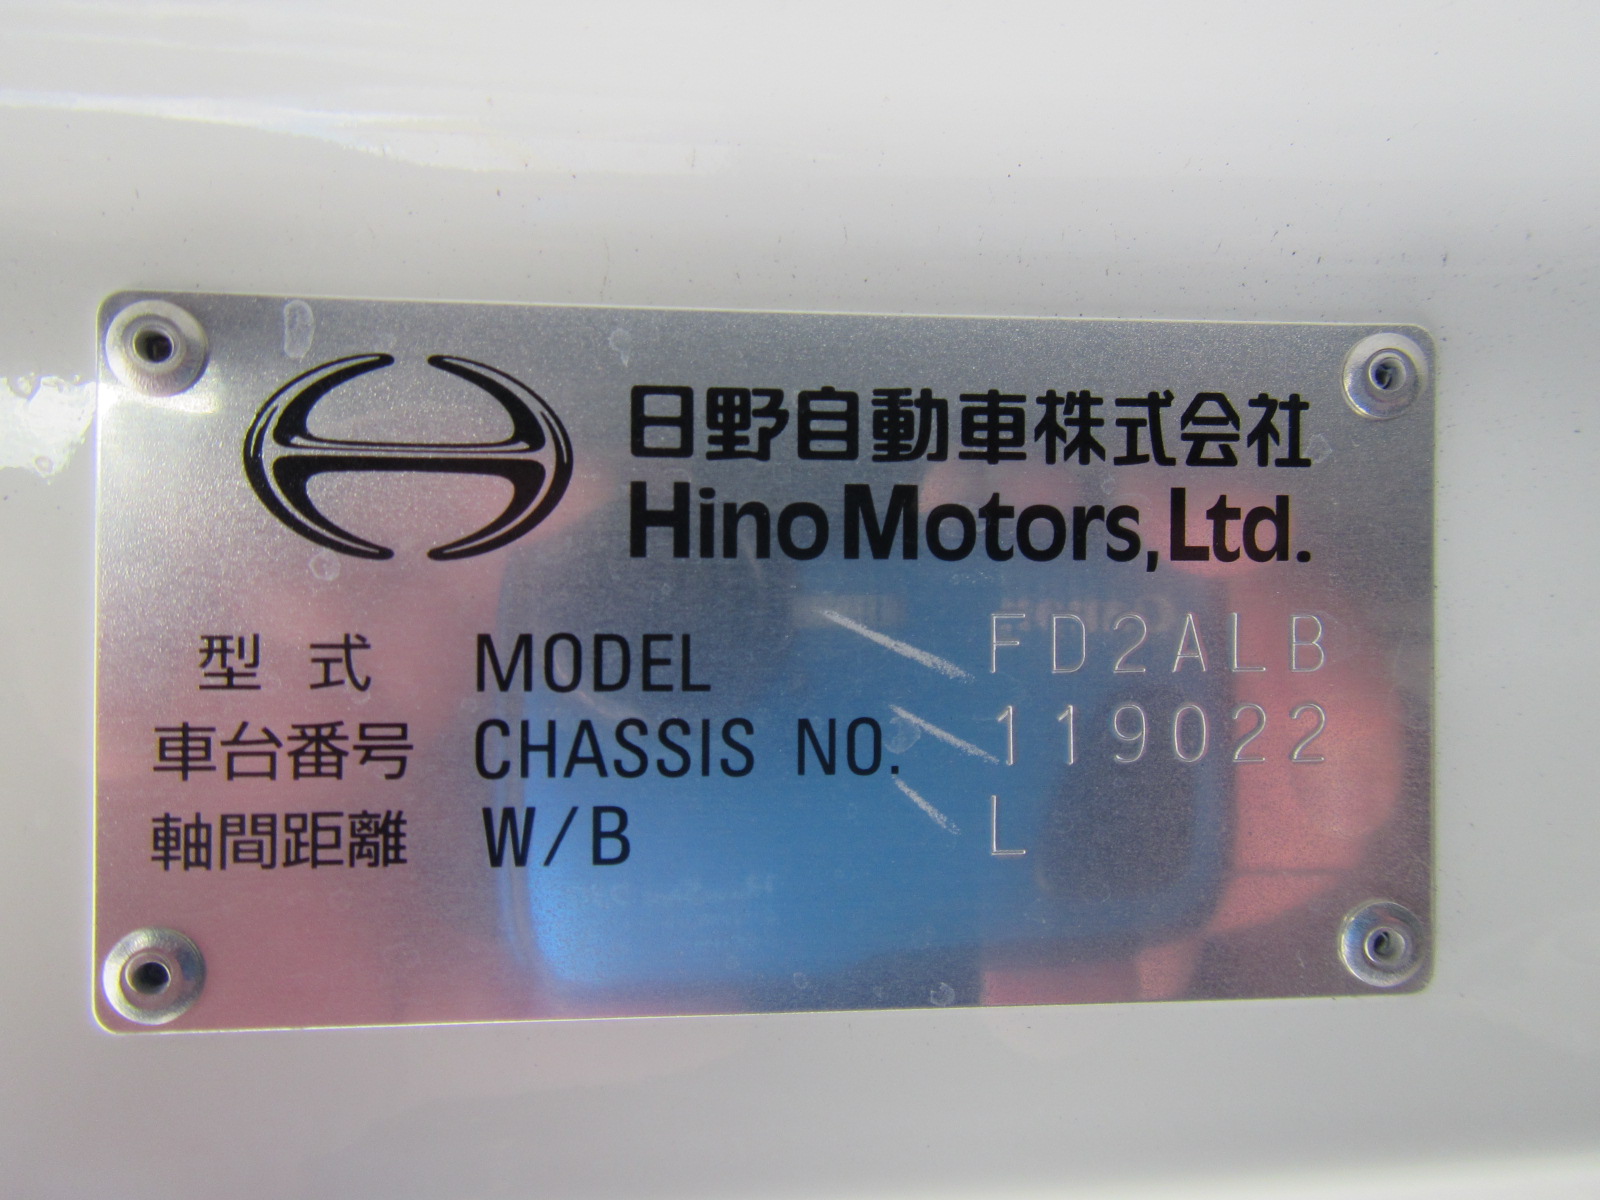 日野自動車株式会社
Hino Motors, Ltd.
型式 MODEL FD2ALB
車台番号 CHASSIS NO. 119022
軸間距離 W/B L